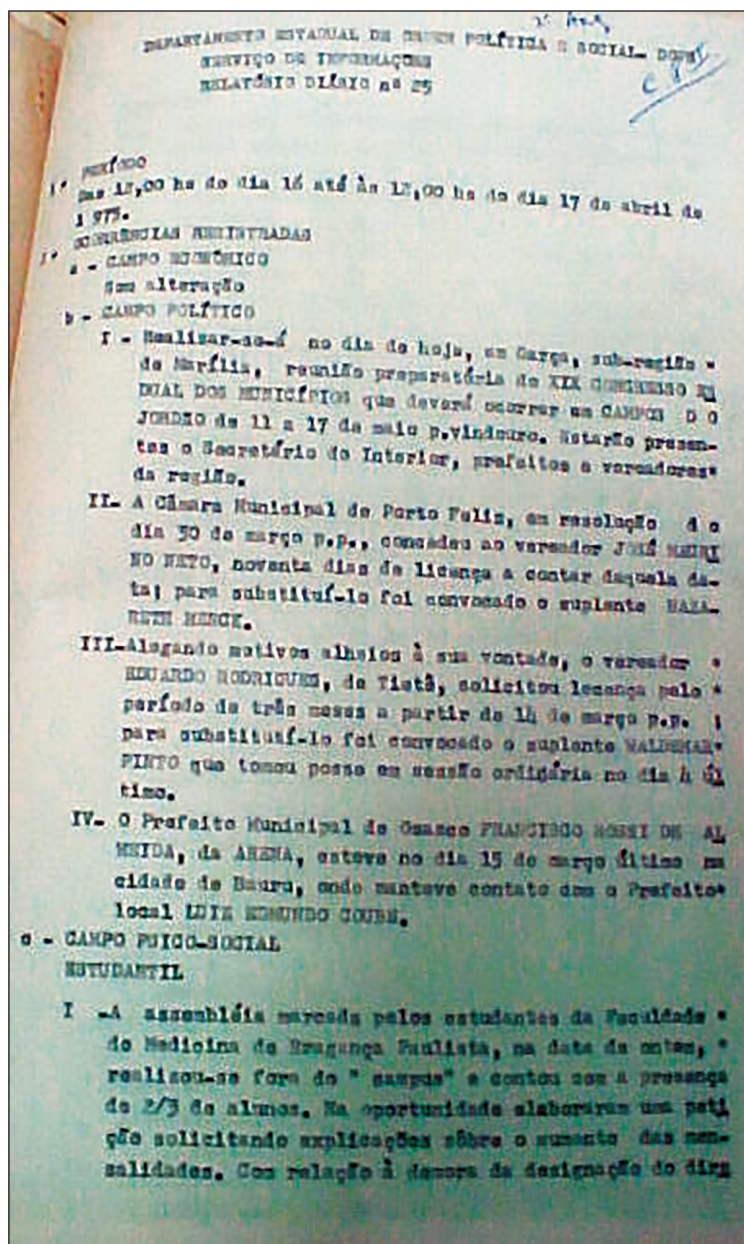 DEPARTAMENTO ESTADUAL DE ORDEM POLÍTICA E SOCIAL- DOPS
SERVIÇO DE INFORMAÇÕES
RELATÓRIO DIÁRIO nº 25
PERÍODO
Das 12,00 hs do dia 16 até às 12,00 hs do dia 17 de abril de
1 975.
OCORRÊNCIAS REGISTRADAS
a - CAMPO ECONÔMICO
Sem alteração
b - CAMPO POLÍTICO
I - Realizar-se-á no dia de hoje, em Garça, sub-região "
de Marília, reunião preparatória do XIX CONGRESSO ES
DUAL DOS MUNICÍPIOS que deverá ocorrer em CAMPOS D O
JORDÃO de 11 a 17 de maio p.vindouro. Estarão presen-
tes o Secretário do Interior, prefeitos e vereadores"
da região.
II- A Câmara Municipal de Porto Feliz, em resolução d o
dia 30 de março p.p., concedeu ao vereador JOSÉ
NO NETO, noventa dias de licença a contar daquela da-
ta; para substituí-lo foi convocado o suplente NAZA-
RETH
III-Alegando motivos alheios à sua vontade, o vereador "
EDUARDO RODRIGUES, de Tietê, solicitou lecença pelo "
período de três meses a partir de 14 de março p.p. ;
para substituí-lo foi convocado o suplente WALDEMAR"
PINTO que tomou posse em sessão ordinária no dia 4 úl
timo.
IV- O Prefeito Municipal de Osasco FRANCISCO ROSSI DE AL
MEIDA, da ARENA, esteve no dia 15 de março último na
cidade de Bauru, onde manteve contato com o Prefeito"
local LUIZ EDMUNDO COUBE.
c - CAMPO PSICO-SOCIAL
ESTUDANTIL
I -A assembléia marcada pelos estudantes da Faculdade "
de Medicina de Bragança Paulista, na data de ontem, "
realizou-se fora do " campus" e contou com a presença
de 2/3 de alunos. Na oportunidade elaboraram uma peti
ção solicitando explicações sôbre o aumento das men-
salidades. Com relação à demora da designação do dire